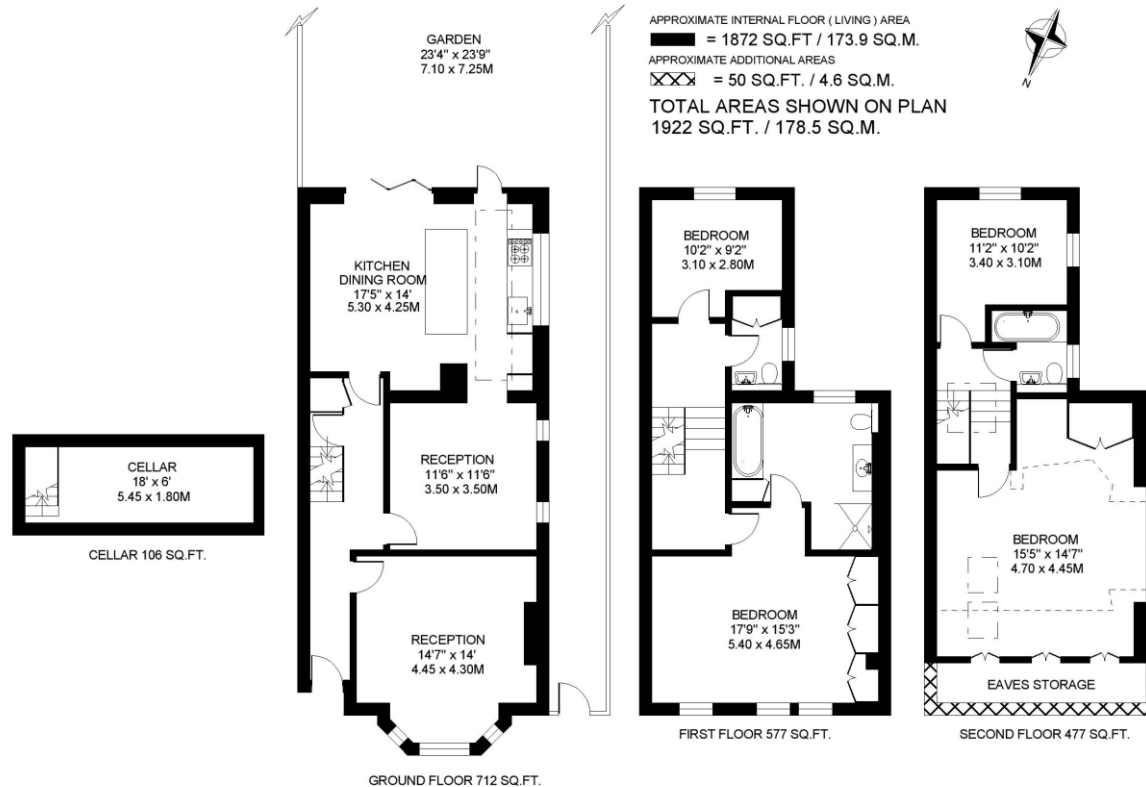 GARDEN
23'4" x 23'9"
7.10 x 7.25M
APPROXIMATE INTERNAL FLOOR ( LIVING ) AREA
= 1872 SQ.FT / 173.9 SQ.M.
APPROXIMATE ADDITIONAL AREAS
= 50 SQ.FT. / 4.6 SQ.M.
TOTAL AREAS SHOWN ON PLAN
1922 SQ.FT. / 178.5 SQ.M.
N
CELLAR
18' x 6'
5.45 x 1.80M
CELLAR 106 SQ.FT.
KITCHEN
DINING ROOM
17'5" x 14'
5.30 x 4.25M
RECEPTION
11'6" x 11'6"
3.50 x 3.50M
RECEPTION
14'7" x 14'
4.45 x 4.30M
GROUND FLOOR 712 SQ.FT.
BEDROOM
10'2" x 9'2"
3.10 x 2.80M
BEDROOM
17'9" x 15'3"
5.40 x 4.65M
FIRST FLOOR 577 SQ.FT.
BEDROOM
11'2" x 10'2"
3.40 x 3.10M
BEDROOM
15'5" x 14'7"
4.70 x 4.45M
EAVES STORAGE
SECOND FLOOR 477 SQ.FT.